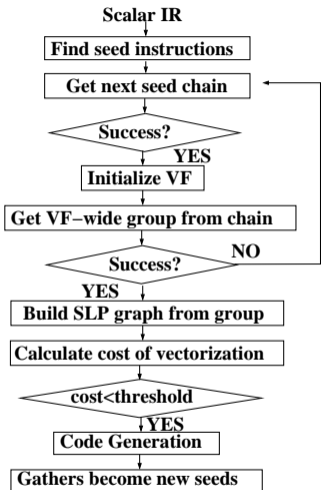 Scalar IR
Find seed instructions
Get next seed chain
Success?
YES
Initialize VF
Get VF−wide group from chain
NO
Success?
YES
Build SLP graph from group
Calculate cost of vectorization
cost<threshold
YES
Code Generation
Gathers become new seeds